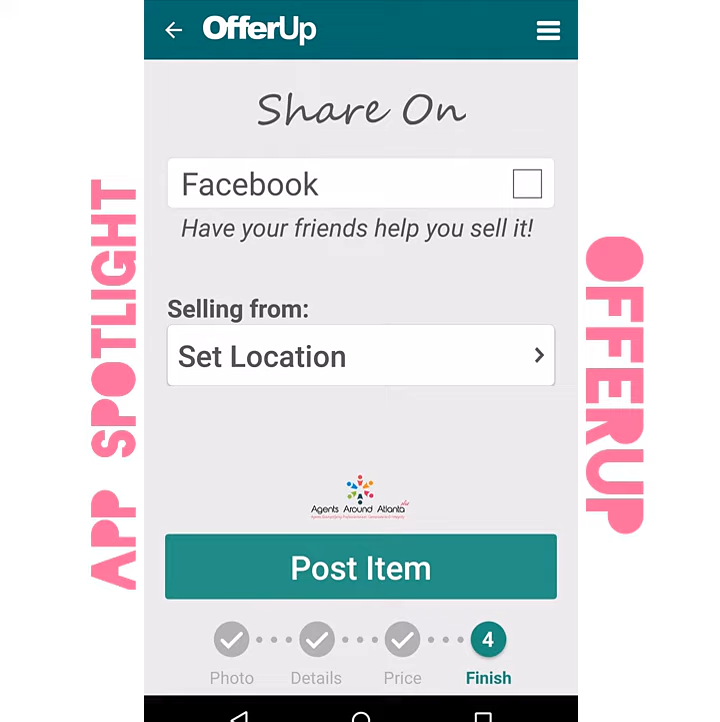 OfferUp
Share On
Facebook
Have your friends help you sell it!
Selling from:
Set Location
Agents Around Atlanta
Post Item
4
Photo
Details
Price
Finish
APP SPOTLIGHT
OFFERUP